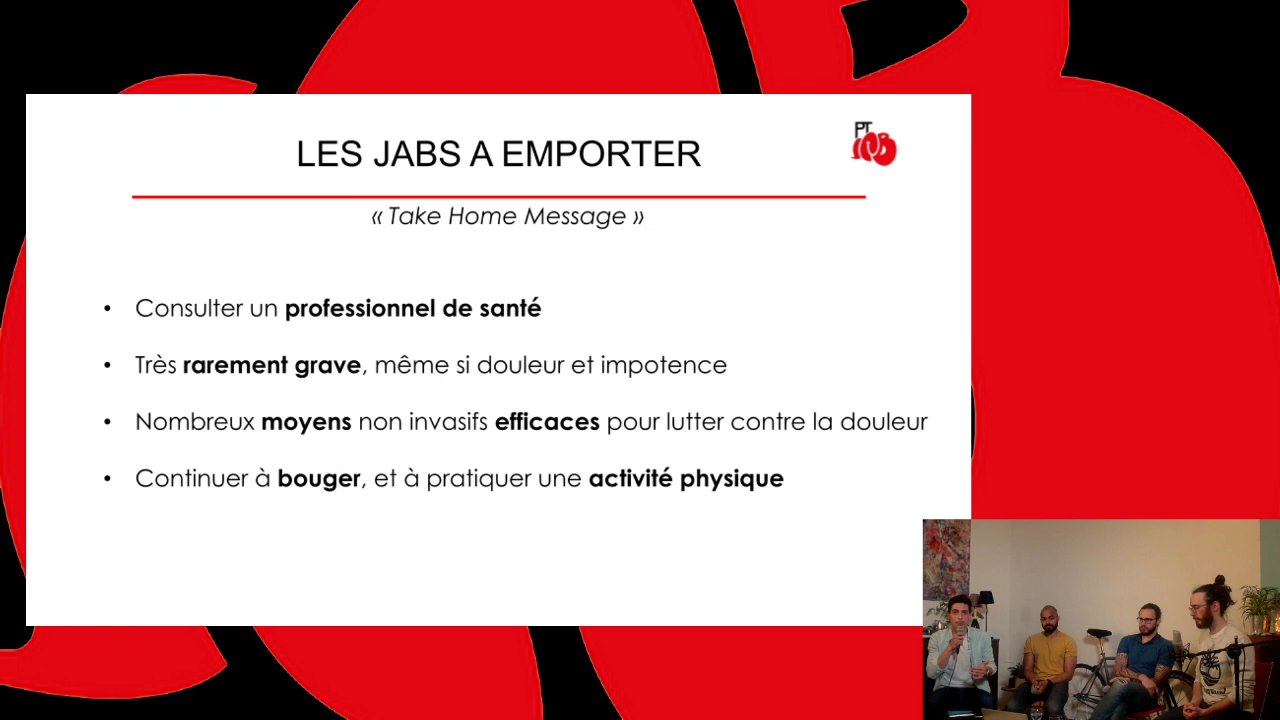 LES JABS A EMPORTER
PT
« Take Home Message »
• Consulter un professionnel de santé
• Très rarement grave, même si douleur et impotence
• Nombreux moyens non invasifs efficaces pour lutter contre la douleur
• Continuer à bouger, et à pratiquer une activité physique